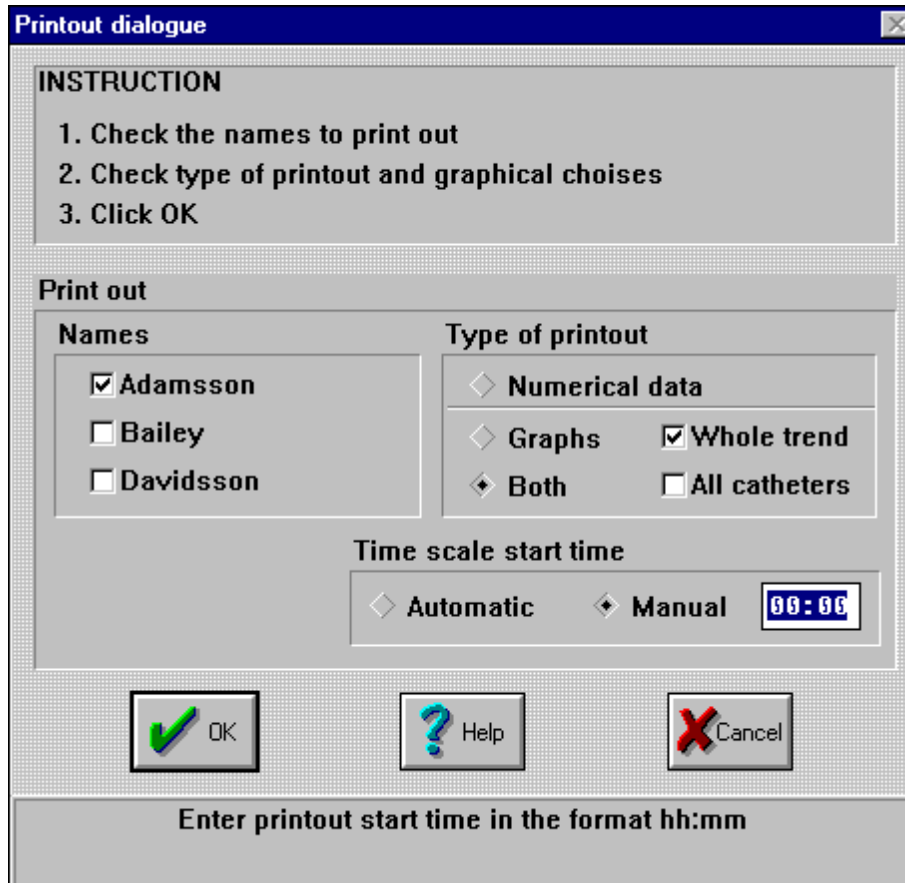 Printout dialogue
INSTRUCTION
1. Check the names to print out
2. Check type of printout and graphical choises
3. Click OK
Print out
Names
Adamsson
Bailey
Davidsson
Type of printout
Numerical data
Graphs
Whole trend
Both
All catheters
Time scale start time
Automatic
Manual
00:00
OK
Help
Cancel
Enter printout start time in the format hh:mm